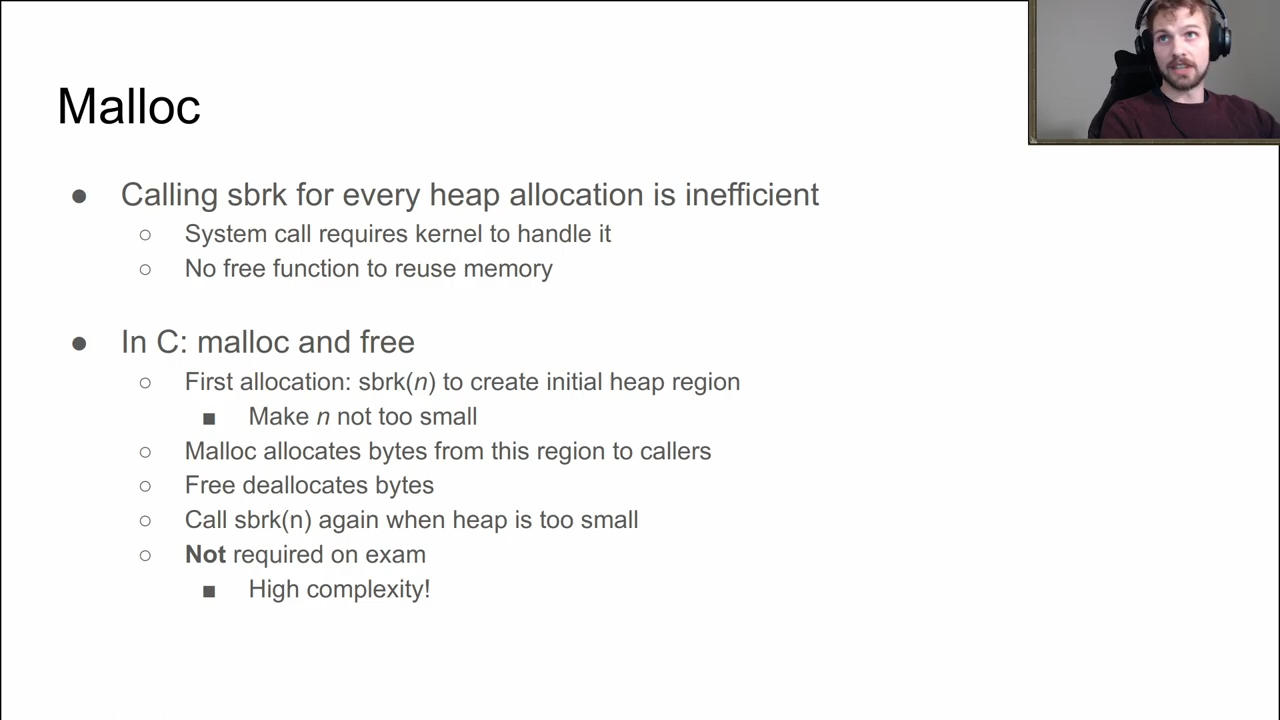 Malloc
● Calling sbrk for every heap allocation is inefficient
○ System call requires kernel to handle it
○ No free function to reuse memory
● In C: malloc and free
○ First allocation: sbrk(n) to create initial heap region
■ Make n not too small
○ Malloc allocates bytes from this region to callers
○ Free deallocates bytes
○ Call sbrk(n) again when heap is too small
○ Not required on exam
■ High complexity!